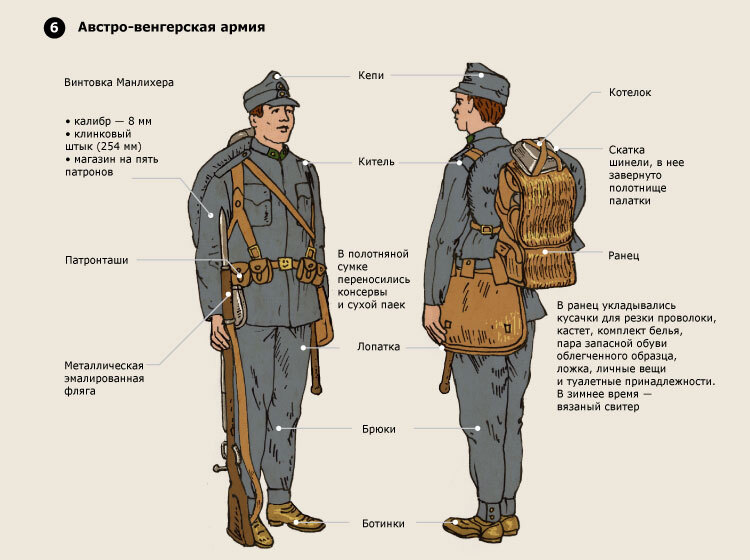 6 Австро-венгерская армия
Винтовка Манлихера
• калибр — 8 мм
• клинковый
штык (254 мм)
• магазин на пять
патронов
Патронташи
Металлическая
эмалированная
фляга
Кепи
Китель
В полотняной
сумке
переносились
консервы
и сухой паек
Лопатка
Брюки
Ботинки
Котелок
Скатка
шинели, в нее
завернуто
полотнище
палатки
Ранец
В ранец укладывались
кусачки для резки проволоки,
кастет, комплект белья,
пара запасной обуви
облегченного образца,
ложка, личные вещи
и туалетные принадлежности.
В зимнее время —
вязаный свитер